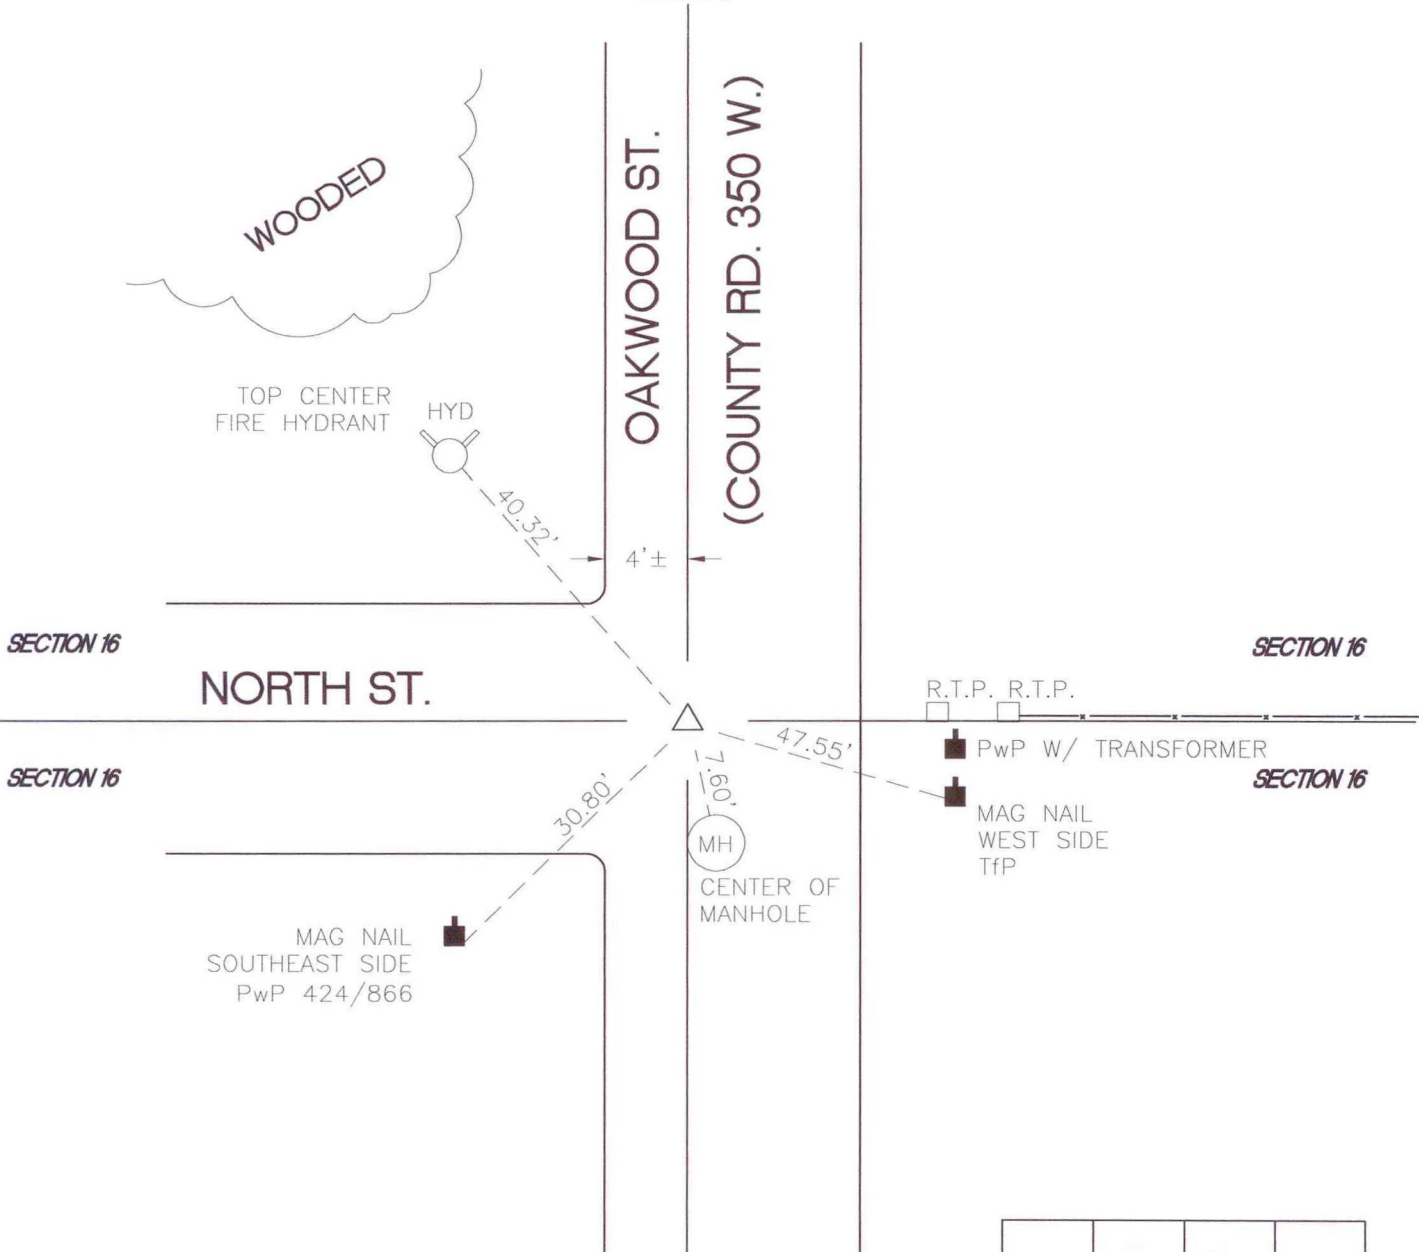 WOODED
OAKWOOD ST.
(COUNTY RD. 350 W.)
TOP CENTER
FIRE HYDRANT
HYD
40.32'
4'±
SECTION 16
SECTION 16
NORTH ST.
R.T.P. R.T.P.
47.55'
PwP W/ TRANSFORMER
SECTION 16
SECTION 16
7.60'
30.80'
MAG NAIL
WEST SIDE
TfP
MH
CENTER OF
MANHOLE
MAG NAIL
SOUTHEAST SIDE
PwP 424/866